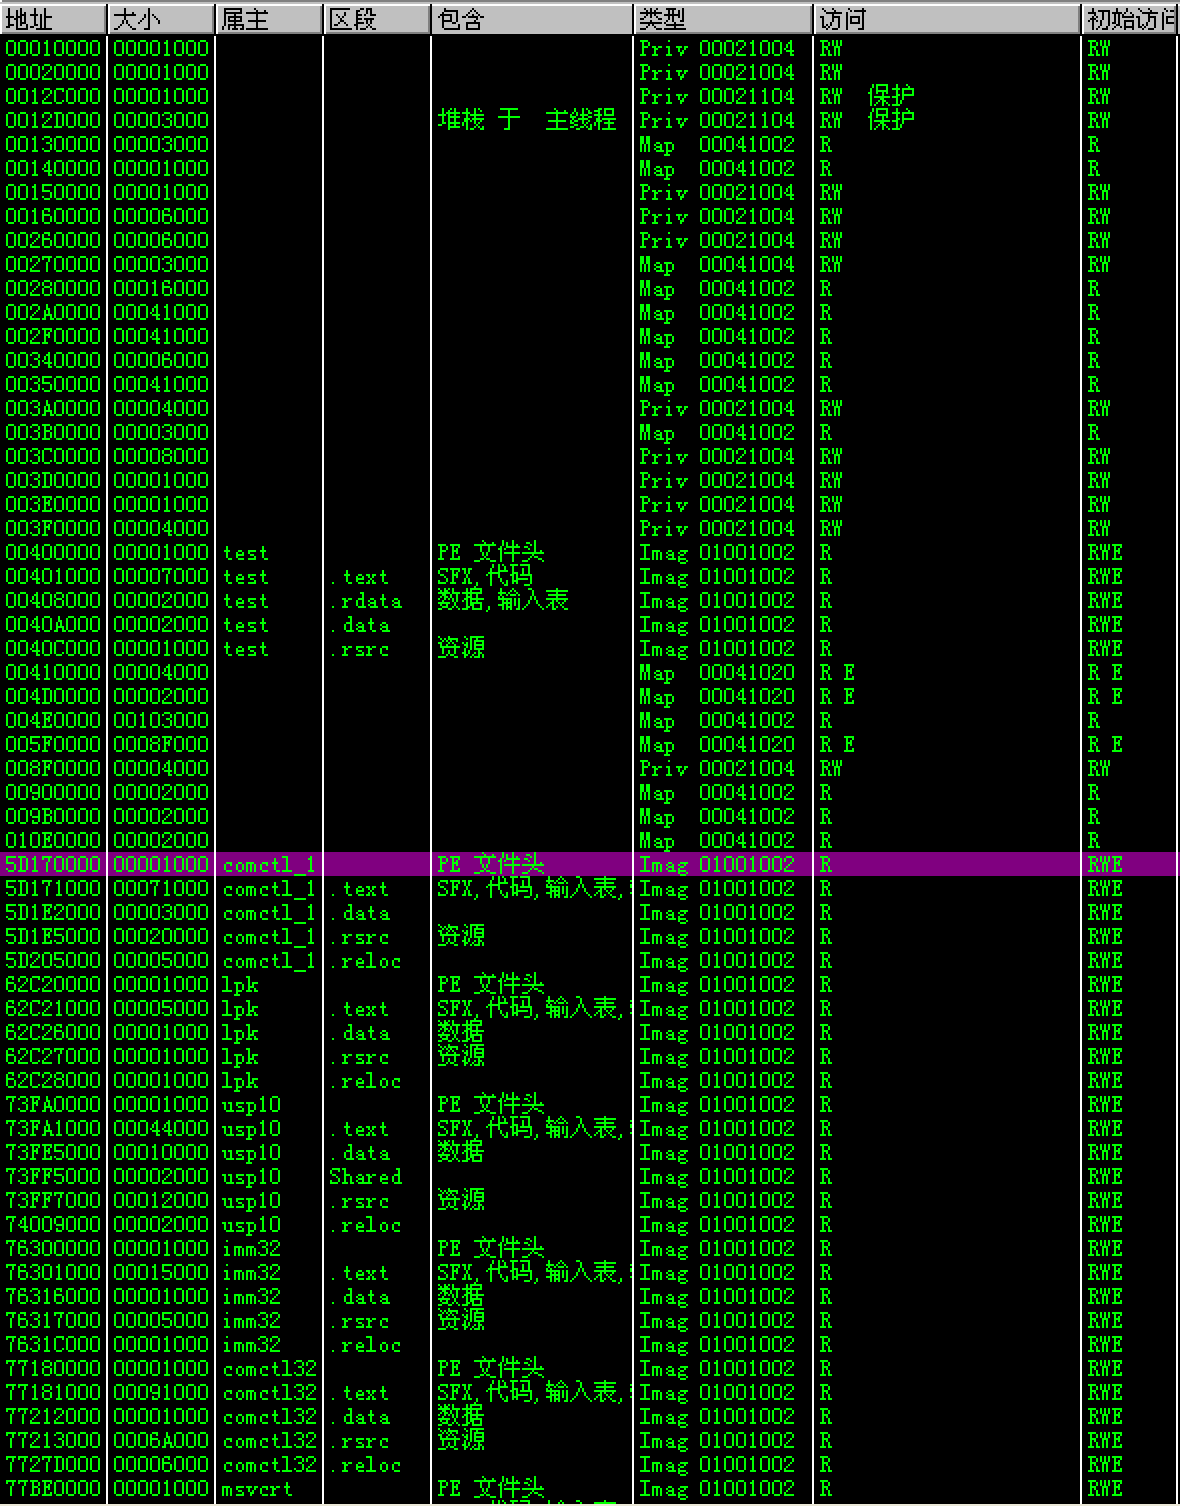 地址 大小 属主 区段 包含 类型 访问 初始访问
00010000 00001000 Priv 00021004 RW RW
00020000 00001000 Priv 00021004 RW RW
0012C000 00001000 Priv 00021104 RW 保护 RW
0012D000 00003000 堆栈 于 主线程 Priv 00021104 RW 保护 RW
00130000 00003000 Map 00041002 R R
00140000 00001000 Map 00041002 R R
00150000 00001000 Priv 00021004 RW RW
00160000 00006000 Priv 00021004 RW RW
00260000 00006000 Priv 00021004 RW RW
00270000 00003000 Map 00041004 RW RW
00280000 00016000 Map 00041002 R R
002A0000 00041000 Map 00041002 R R
002F0000 00041000 Map 00041002 R R
00340000 00006000 Map 00041002 R R
00350000 00041000 Map 00041002 R R
003A0000 00004000 Priv 00021004 RW RW
003B0000 00003000 Map 00041002 R R
003C0000 00008000 Priv 00021004 RW RW
003D0000 00001000 Priv 00021004 RW RW
003E0000 00001000 Priv 00021004 RW RW
003F0000 00004000 Priv 00021004 RW RW
00400000 00001000 test PE 文件头 Imag 01001002 R RWE
00401000 00007000 test .text SFX,代码 Imag 01001002 R RWE
00408000 00002000 test .rdata 数据,输入表 Imag 01001002 R RWE
0040A000 00002000 test .data Imag 01001002 R RWE
0040C000 00001000 test .rsrc 资源 Imag 01001002 R RWE
00410000 00004000 Map 00041020 R E R E
004D0000 00002000 Map 00041020 R E R E
004E0000 00103000 Map 00041002 R R
005F0000 0008F000 Map 00041020 R E R E
008F0000 00004000 Priv 00021004 RW RW
00900000 00002000 Map 00041002 R R
009B0000 00002000 Map 00041002 R R
010E0000 00002000 Map 00041002 R R
5D170000 00001000 comctl_1 PE 文件头 Imag 01001002 R RWE
5D171000 00071000 comctl_1 .text SFX,代码,输入表, Imag 01001002 R RWE
5D1E2000 00003000 comctl_1 .data Imag 01001002 R RWE
5D1E5000 00020000 comctl_1 .rsrc 资源 Imag 01001002 R RWE
5D205000 00005000 comctl_1 .reloc Imag 01001002 R RWE
62C20000 00001000 lpk PE 文件头 Imag 01001002 R RWE
62C21000 00005000 lpk .text SFX,代码,输入表, Imag 01001002 R RWE
62C26000 00001000 lpk .data 数据 Imag 01001002 R RWE
62C27000 00001000 lpk .rsrc 资源 Imag 01001002 R RWE
62C28000 00001000 lpk .reloc Imag 01001002 R RWE
73FA0000 00001000 usp10 PE 文件头 Imag 01001002 R RWE
73FA1000 00044000 usp10 .text SFX,代码,输入表, Imag 01001002 R RWE
73FE5000 00010000 usp10 .data 数据 Imag 01001002 R RWE
73FF5000 00002000 usp10 Shared Imag 01001002 R RWE
73FF7000 00012000 usp10 .rsrc 资源 Imag 01001002 R RWE
74009000 00002000 usp10 .reloc Imag 01001002 R RWE
76300000 00001000 imm32 PE 文件头 Imag 01001002 R RWE
76301000 00015000 imm32 .text SFX,代码,输入表, Imag 01001002 R RWE
76316000 00001000 imm32 .data 数据 Imag 01001002 R RWE
76317000 00005000 imm32 .rsrc 资源 Imag 01001002 R RWE
7631C000 00001000 imm32 .reloc Imag 01001002 R RWE
77180000 00001000 comctl32 PE 文件头 Imag 01001002 R RWE
77181000 00091000 comctl32 .text SFX,代码,输入表, Imag 01001002 R RWE
77212000 00001000 comctl32 .data 数据 Imag 01001002 R RWE
77213000 0006A000 comctl32 .rsrc 资源 Imag 01001002 R RWE
7727D000 00006000 comctl32 .reloc Imag 01001002 R RWE
77BE0000 00001000 msvcrt PE 文件头 Imag 01001002 R RWE